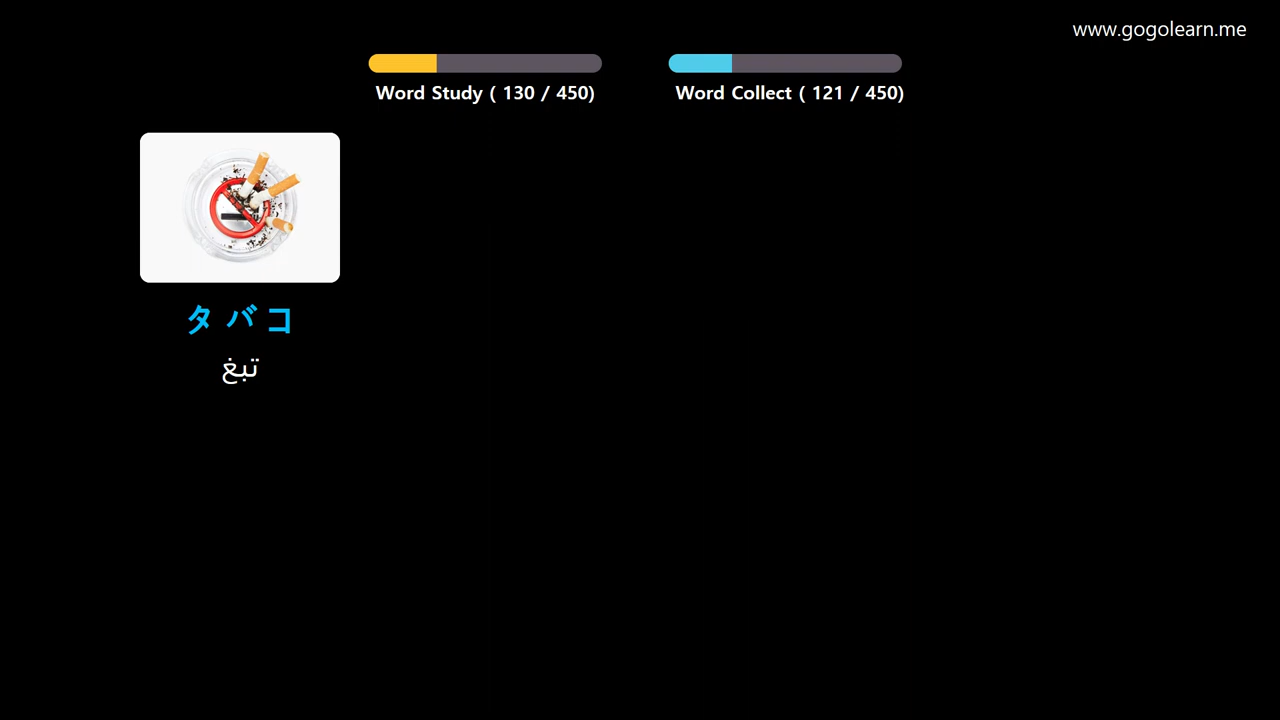 www.gogolearn.me
Word Study ( 130 / 450)
Word Collect ( 121 / 450)
タ バ コ
تبغ